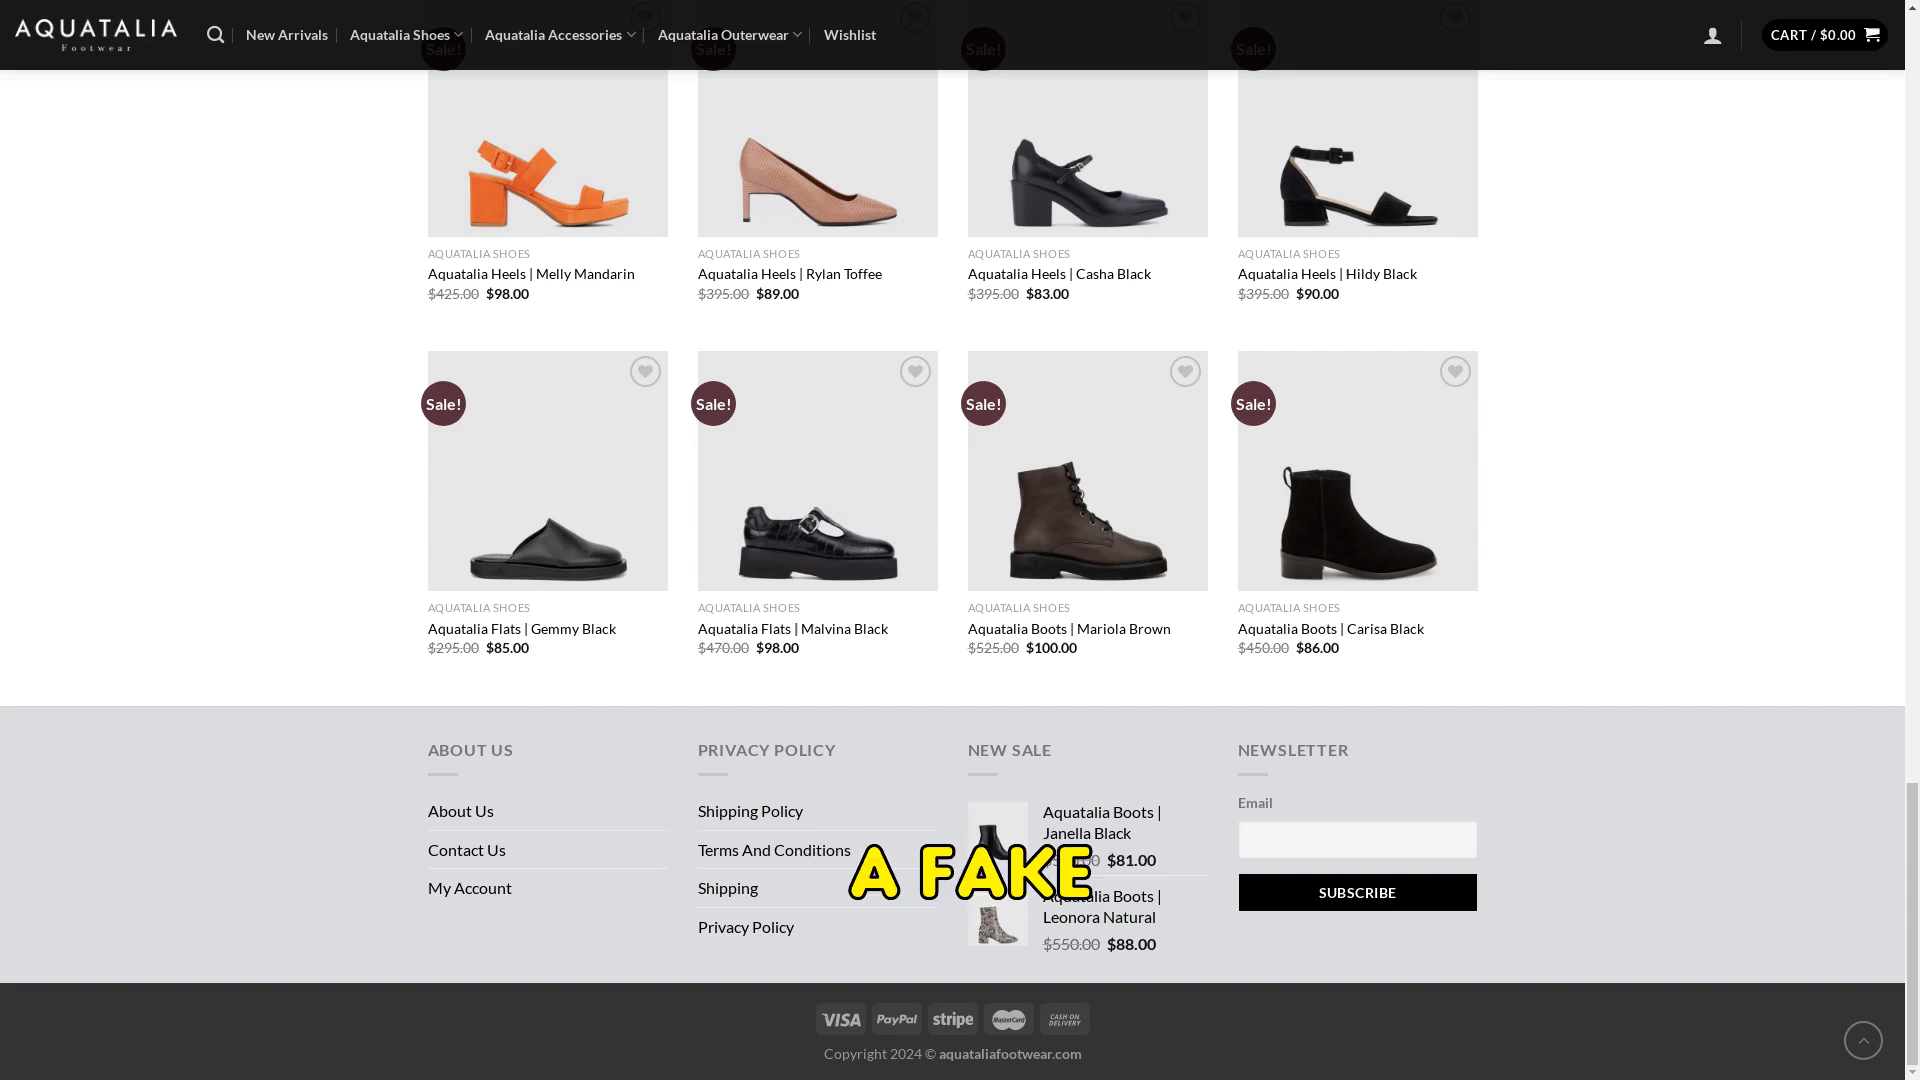 AQUATALIA
Footwear
New Arrivals
Aquatalia Shoes
Aquatalia Accessories
Aquatalia Outerwear
Wishlist
CART / $0.00
Sale!
Sale!
Sale!
Sale!
AQUATALIA SHOES
Aquatalia Heels | Melly Mandarin
$425.00 $98.00
AQUATALIA SHOES
Aquatalia Heels | Rylan Toffee
$395.00 $89.00
AQUATALIA SHOES
Aquatalia Heels | Casha Black
$395.00 $83.00
AQUATALIA SHOES
Aquatalia Heels | Hildy Black
$395.00 $90.00
Sale!
Sale!
Sale!
Sale!
AQUATALIA SHOES
Aquatalia Flats | Gemmy Black
$295.00 $85.00
AQUATALIA SHOES
Aquatalia Flats | Malvina Black
$470.00 $98.00
AQUATALIA SHOES
Aquatalia Boots | Mariola Brown
$525.00 $100.00
AQUATALIA SHOES
Aquatalia Boots | Carisa Black
$450.00 $86.00
ABOUT US
About Us
Contact Us
My Account
PRIVACY POLICY
Shipping Policy
Terms And Conditions
Shipping
Privacy Policy
A FAKE
NEW SALE
Aquatalia Boots |
Janella Black
$81.00
Aquatalia Boots |
Leonora Natural
$550.00 $88.00
NEWSLETTER
Email
SUBSCRIBE
VISA
PayPal
stripe
MasterCard
CASH ON
DELIVERY
Copyright 2024 © aquataliafootwear.com